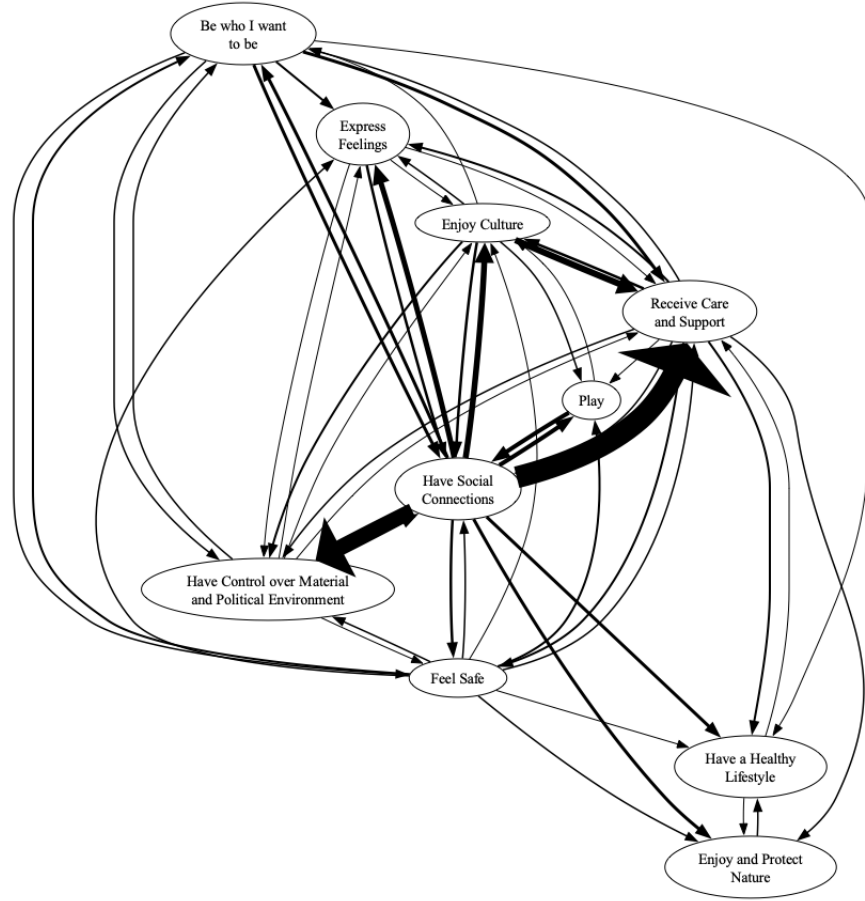 Be who I want
to be
Express
Feelings
Enjoy Culture
Receive Care
and Support
Play
Have Social
Connections
Have Control over Material
and Political Environment
Feel Safe
Have a Healthy
Lifestyle
Enjoy and Protect
Nature